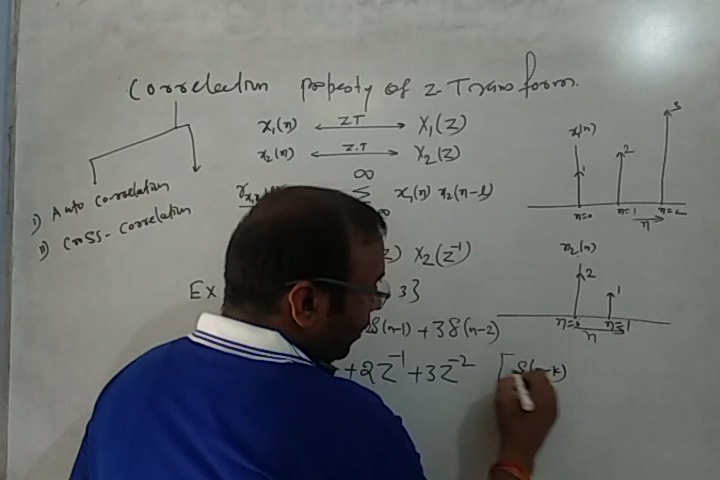 Correlation property of z-Transform.
x₁(n) ⟷ ZT X₁(Z)
x₂(n) ⟷ Z.T X₂(Z)
i) Auto correlation
ii) Cross-correlation
∞
Σ x₁(n) x₂(n-l)
∞
X₂(z⁻¹)
Ex
3}
δ(n-1) + 3δ(n-2)
+2Z⁻¹+3Z⁻²
[δ(n-k)
x₁(n)
1
2
3
n=0
n=1
n=2
n
x₂(n)
2
1
n=0
n=1
n